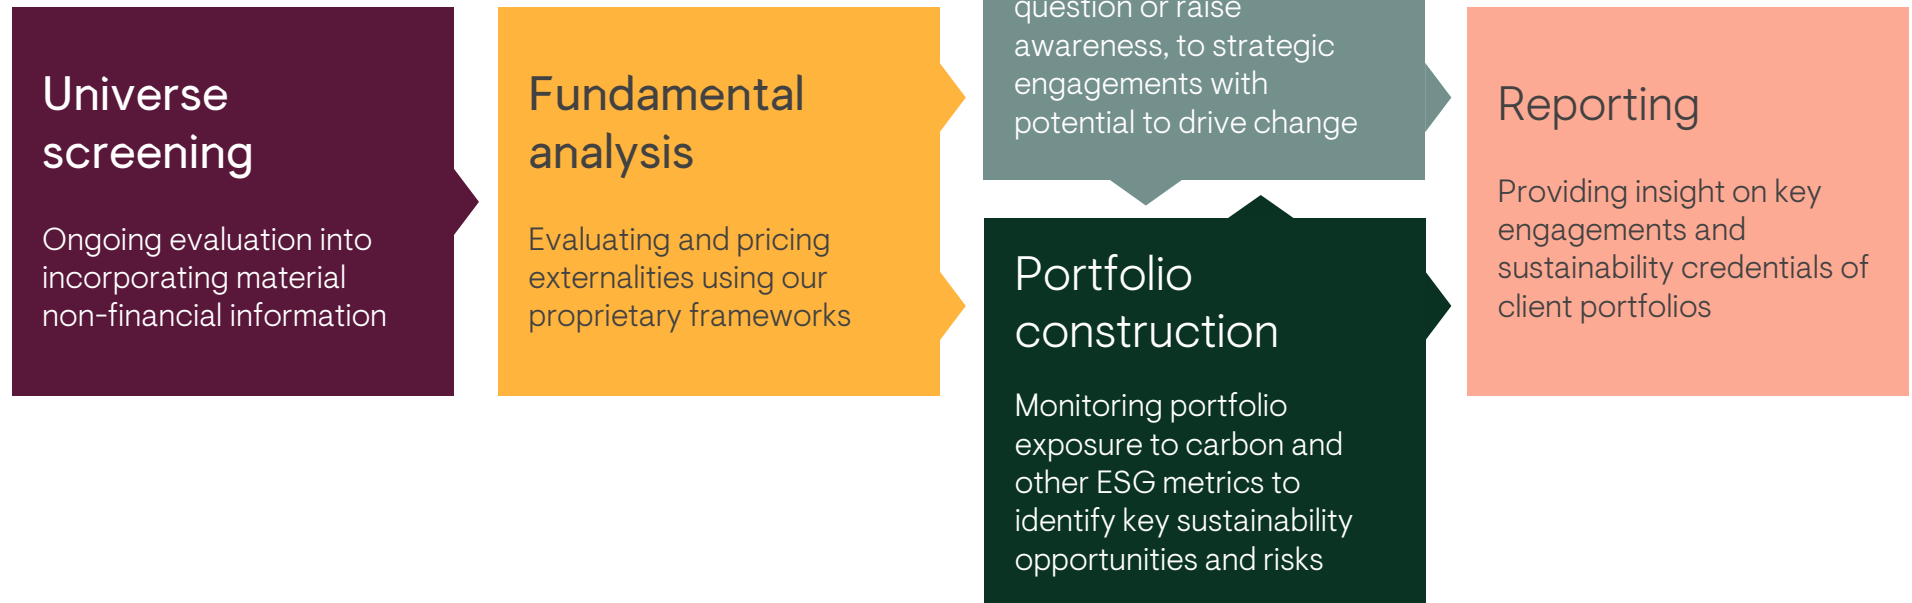 Universe
screening
Ongoing evaluation into
incorporating material
non-financial information
Fundamental
analysis
Evaluating and pricing
externalities using our
proprietary frameworks
question or raise
awareness, to strategic
engagements with
potential to drive change
Portfolio
construction
Monitoring portfolio
exposure to carbon and
other ESG metrics to
identify key sustainability
opportunities and risks
Reporting
Providing insight on key
engagements and
sustainability credentials of
client portfolios